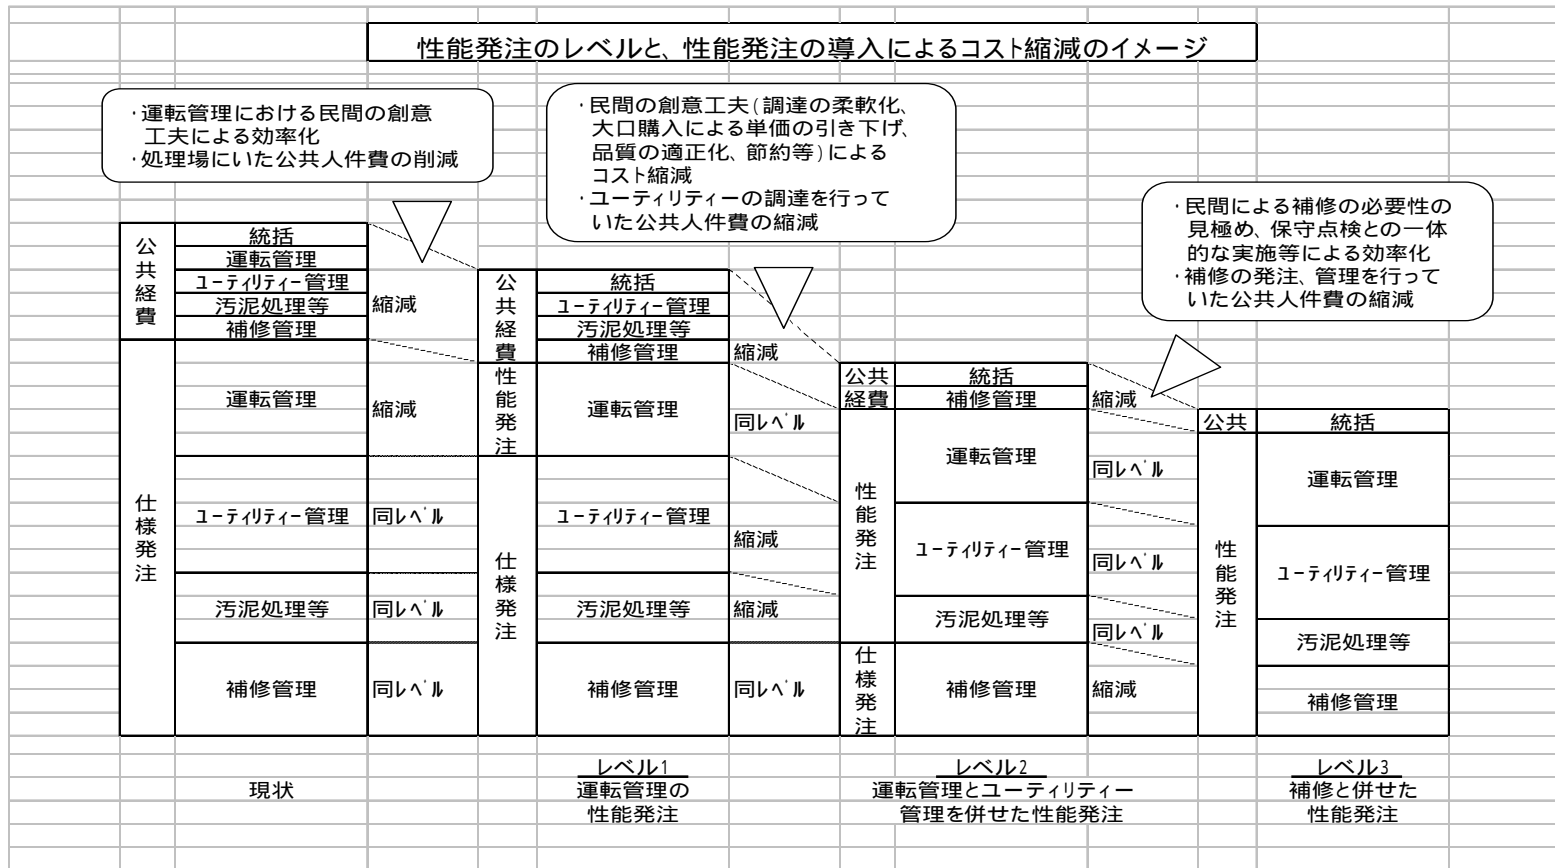 性能発注のレベルと、性能発注の導入によるコスト縮減のイメージ
・運転管理における民間の創意
工夫による効率化
・処理場にいた公共人件費の削減
・民間の創意工夫(調達の柔軟化、
大口購入による単価の引き下げ、
品質の適正化、節約等)による
コスト縮減
・ユーティリティーの調達を行って
いた公共人件費の縮減
・民間による補修の必要性の
見極め、保守点検との一体
的な実施等による効率化
・補修の発注、管理を行って
いた公共人件費の縮減
公共経費
統括
運転管理
ユーティリティー管理
汚泥処理等
補修管理
縮減
仕様発注
運転管理
縮減
ユーティリティー管理
同レベル
汚泥処理等
同レベル
補修管理
同レベル
公共経費
統括
ユーティリティー管理
汚泥処理等
補修管理
縮減
性能発注
運転管理
同レベル
仕様発注
ユーティリティー管理
縮減
汚泥処理等
縮減
補修管理
同レベル
公共
経費
統括
補修管理
縮減
性能発注
運転管理
同レベル
ユーティリティー管理
同レベル
汚泥処理等
同レベル
仕様発注
補修管理
縮減
公共
統括
性能発注
運転管理
ユーティリティー管理
汚泥処理等
補修管理
現状
レベル1
運転管理の
性能発注
レベル2
運転管理とユーティリティー
管理を併せた性能発注
レベル3
補修と併せた
性能発注